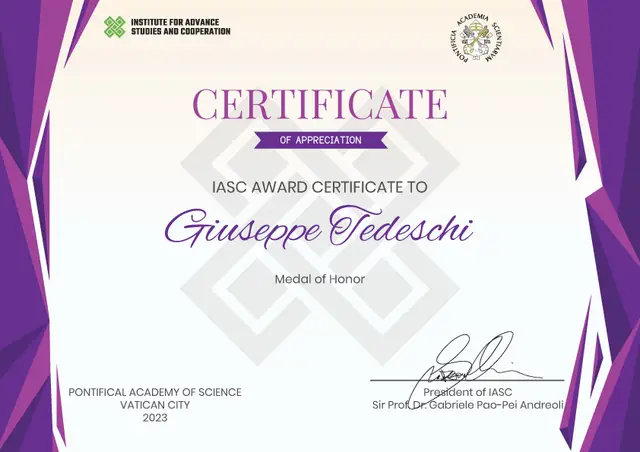 INSTITUTE FOR ADVANCE
STUDIES AND COOPERATION
PONTIFICIA ACADEMIA SCIENTIARVM
CERTIFICATE
OF APPRECIATION
IASC AWARD CERTIFICATE TO
Giuseppe Tedeschi
Medal of Honor
PONTIFICAL ACADEMY OF SCIENCE
VATICAN CITY
2023
President of IASC
Sir Prof. Dr. Gabriele Pao-Pei Andreoli